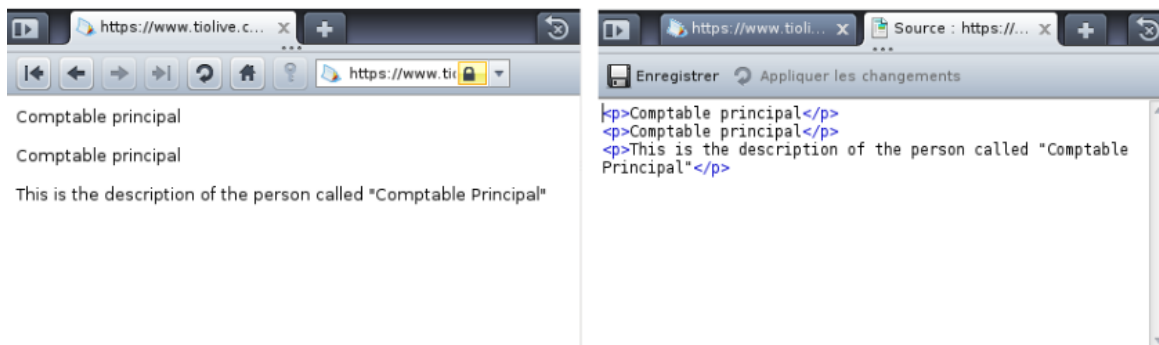 https://www.tiolive.c...
https://www.tic
Comptable principal
Comptable principal
This is the description of the person called "Comptable Principal"
https://www.tioli...
Source : https://...
Enregistrer
Appliquer les changements
<p>Comptable principal</p>
<p>Comptable principal</p>
<p>This is the description of the person called "Comptable
Principal"</p>